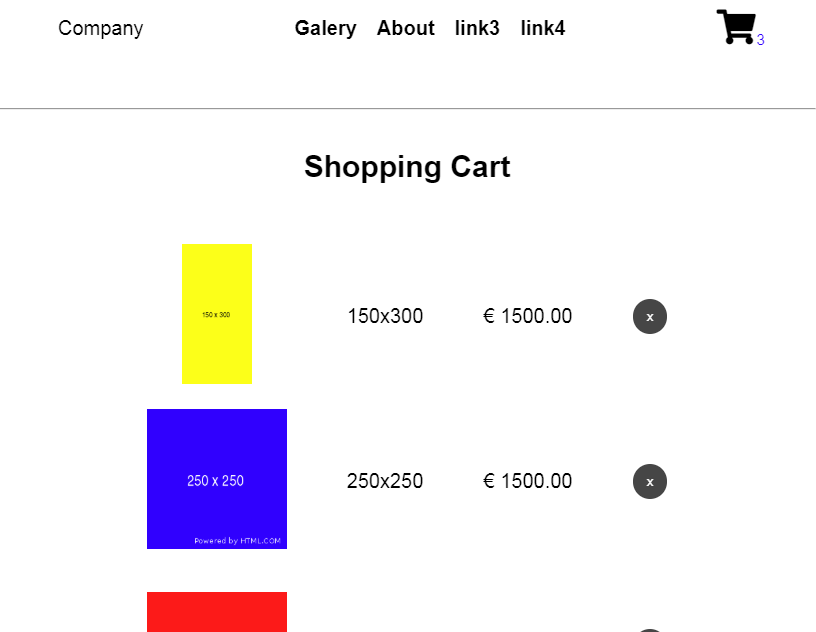 Company Galery About link3 link4 3
Shopping Cart
150 x 300 150x300 € 1500.00 x
250 x 250 250x250 € 1500.00 x
Powered by HTML.COM